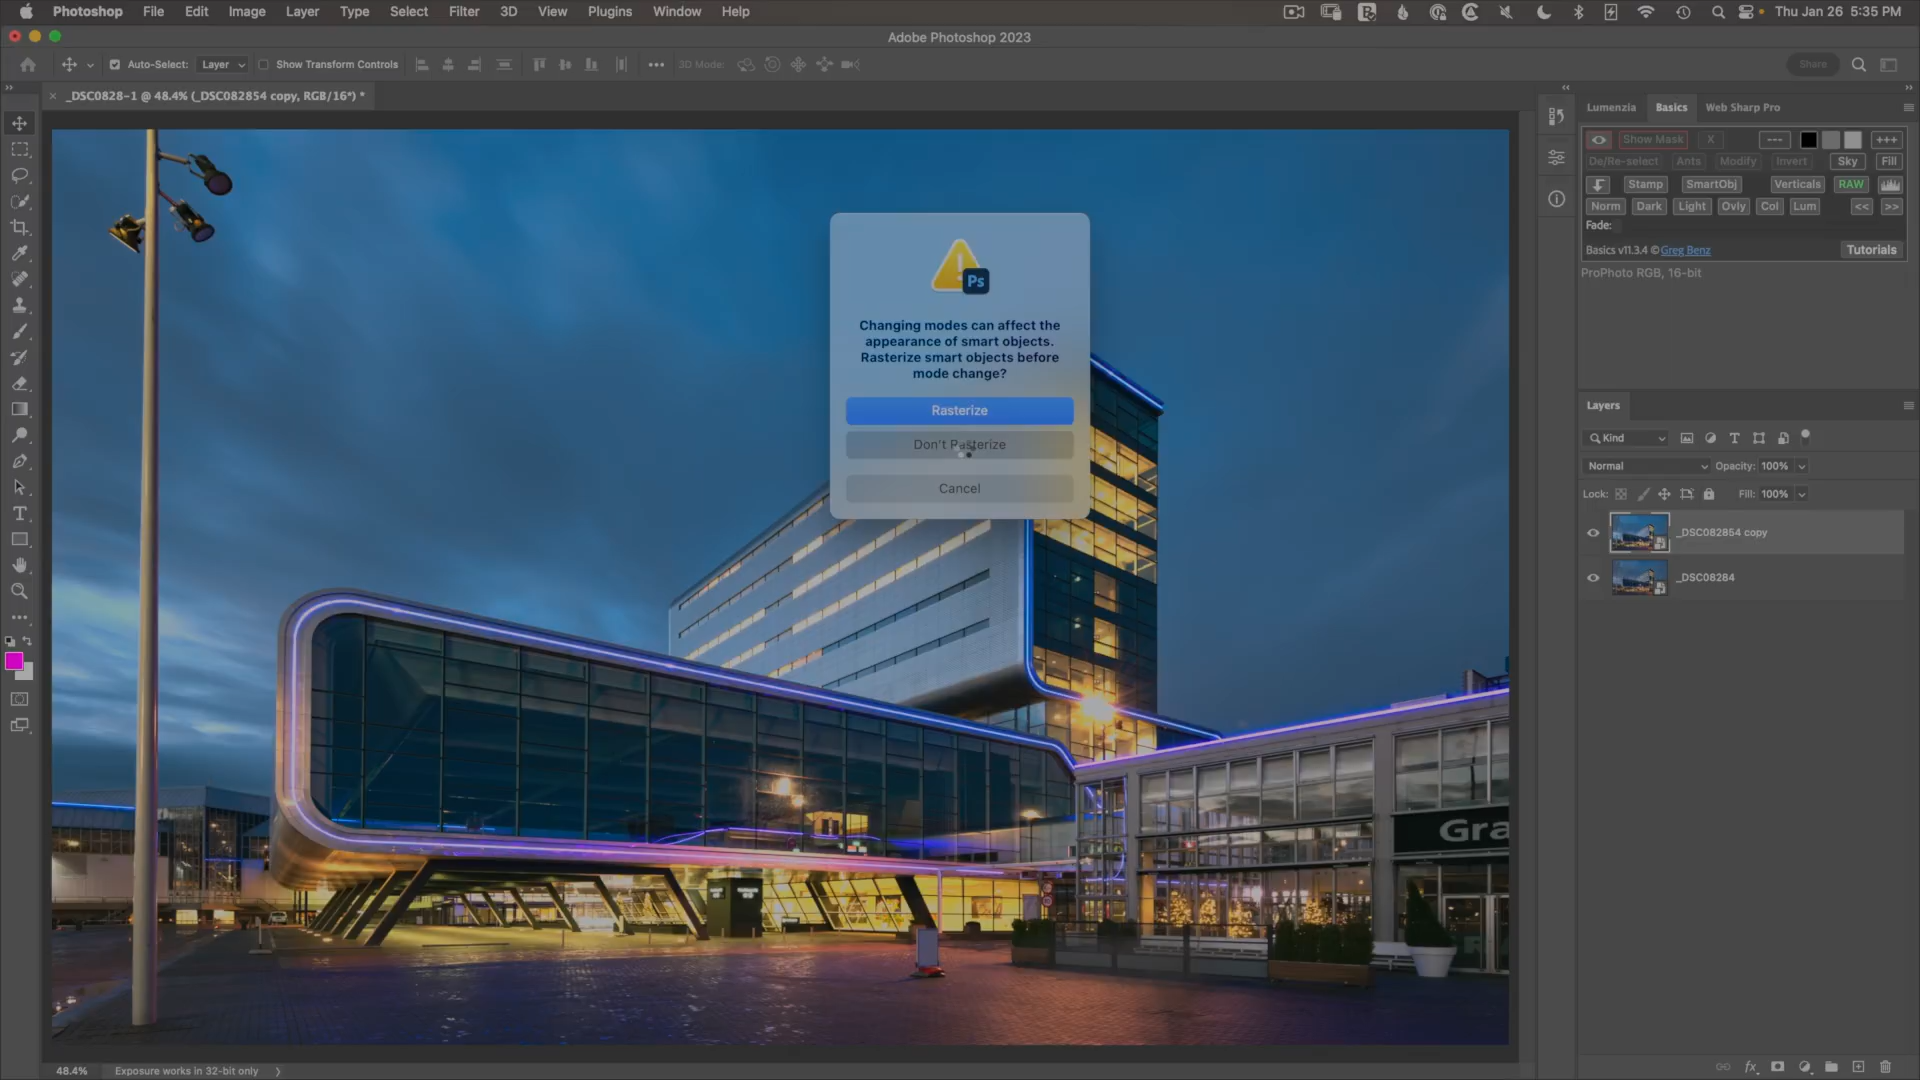 Photoshop File Edit Image Layer Type Select Filter 3D View Plugins Window Help Thu Jan 26 5:35 PM
Adobe Photoshop 2023
Auto-Select: Layer Show Transform Controls 3D Mode: Share
_DSC0828-1 @ 48.4% (_DSC082854 copy, RGB/16*) *
Lumenzia Basics Web Sharp Pro
Show Mask X --- +++
De/Re-select Ants Modify Invert Sky Fill
Stamp SmartObj Verticals RAW
Norm Dark Light Ovly Col Lum << >>
Fade:
Basics v11.3.4 © Greg Benz Tutorials
ProPhoto RGB, 16-bit
Ps
Changing modes can affect the
appearance of smart objects.
Rasterize smart objects before
mode change?
Rasterize
Don't Rasterize
Cancel
Layers
Kind
Normal Opacity: 100%
Lock: Fill: 100%
_DSC082854 copy
_DSC08284
Gra
48.4% Exposure works in 32-bit only